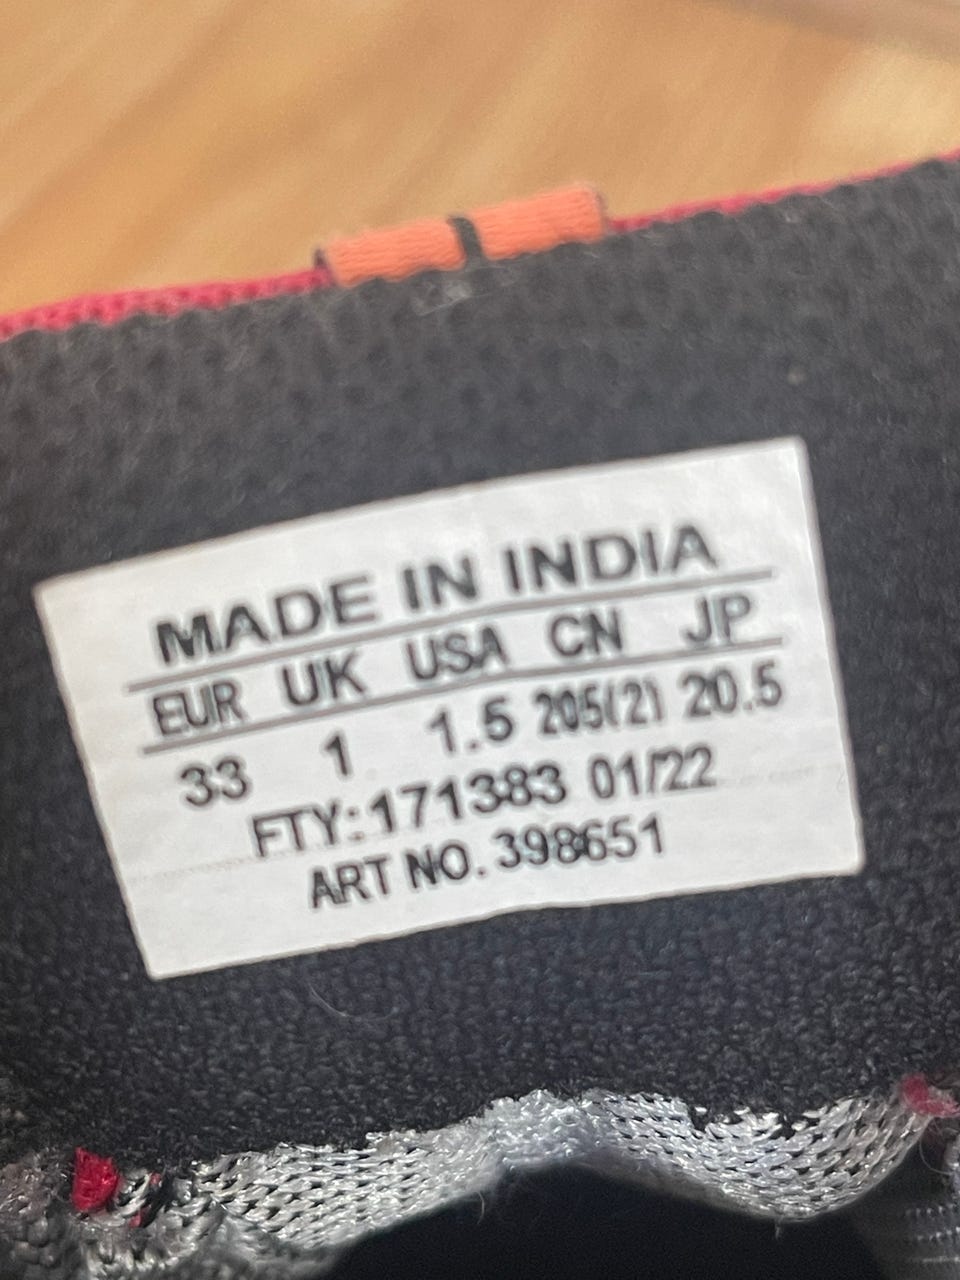 MADE IN INDIA
EUR UK USA CN JP
33 1 1.5 205(2) 20.5
FTY:171383 01/22
ART NO. 398651